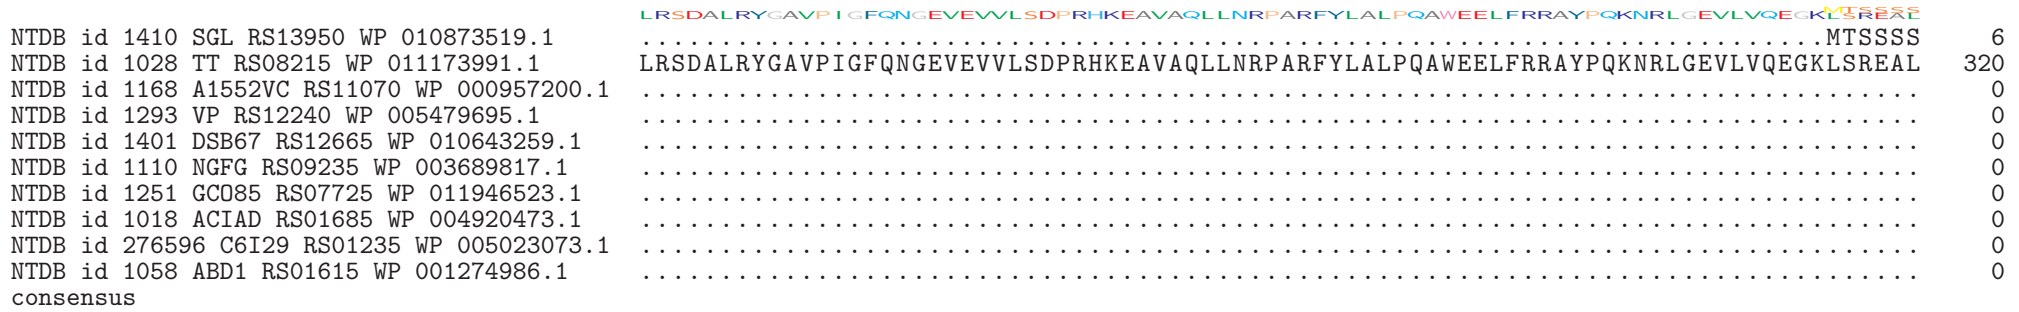 LRSDALRYGAVPIGFQNGEVEVVLSDPRHKEAVAQLLNRPARFYLALPQAWEELFRRAYPQKNRLGEVLVQEGKLSREAL
NTDB id 1410 SGL RS13950 WP 010873519.1 ..........................................................................MTSSSS 6
NTDB id 1028 TT RS08215 WP 011173991.1 LRSDALRYGAVPIGFQNGEVEVVLSDPRHKEAVAQLLNRPARFYLALPQAWEELFRRAYPQKNRLGEVLVQEGKLSREAL 320
NTDB id 1168 A1552VC RS11070 WP 000957200.1 ................................................................................ 0
NTDB id 1293 VP RS12240 WP 005479695.1 ................................................................................ 0
NTDB id 1401 DSB67 RS12665 WP 010643259.1 ................................................................................ 0
NTDB id 1110 NGFG RS09235 WP 003689817.1 ................................................................................ 0
NTDB id 1251 GCO85 RS07725 WP 011946523.1 ................................................................................ 0
NTDB id 1018 ACIAD RS01685 WP 004920473.1 ................................................................................ 0
NTDB id 276596 C6I29 RS01235 WP 005023073.1 ................................................................................ 0
NTDB id 1058 ABD1 RS01615 WP 001274986.1 ................................................................................ 0
consensus